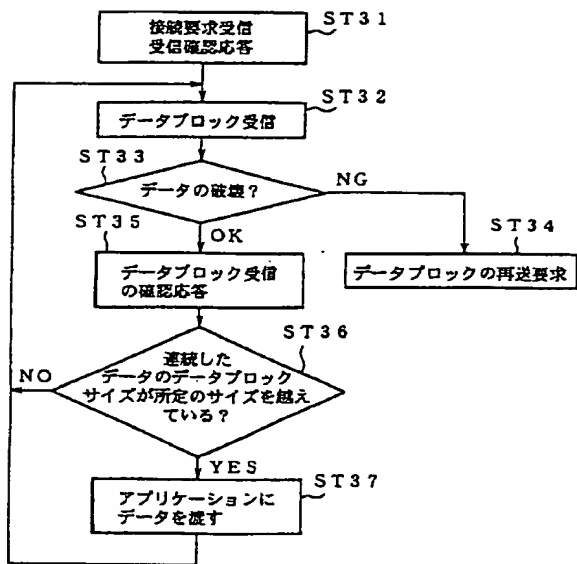 ST31
接続要求受信
受信確認応答
ST32
データブロック受信
ST33
データの破壊?
NG
OK
ST34
データブロックの再送要求
ST35
データブロック受信
の確認応答
ST36
連続した
データのデータブロック
サイズが所定のサイズを越え
ている?
NO
YES
ST37
アプリケーションに
データを渡す